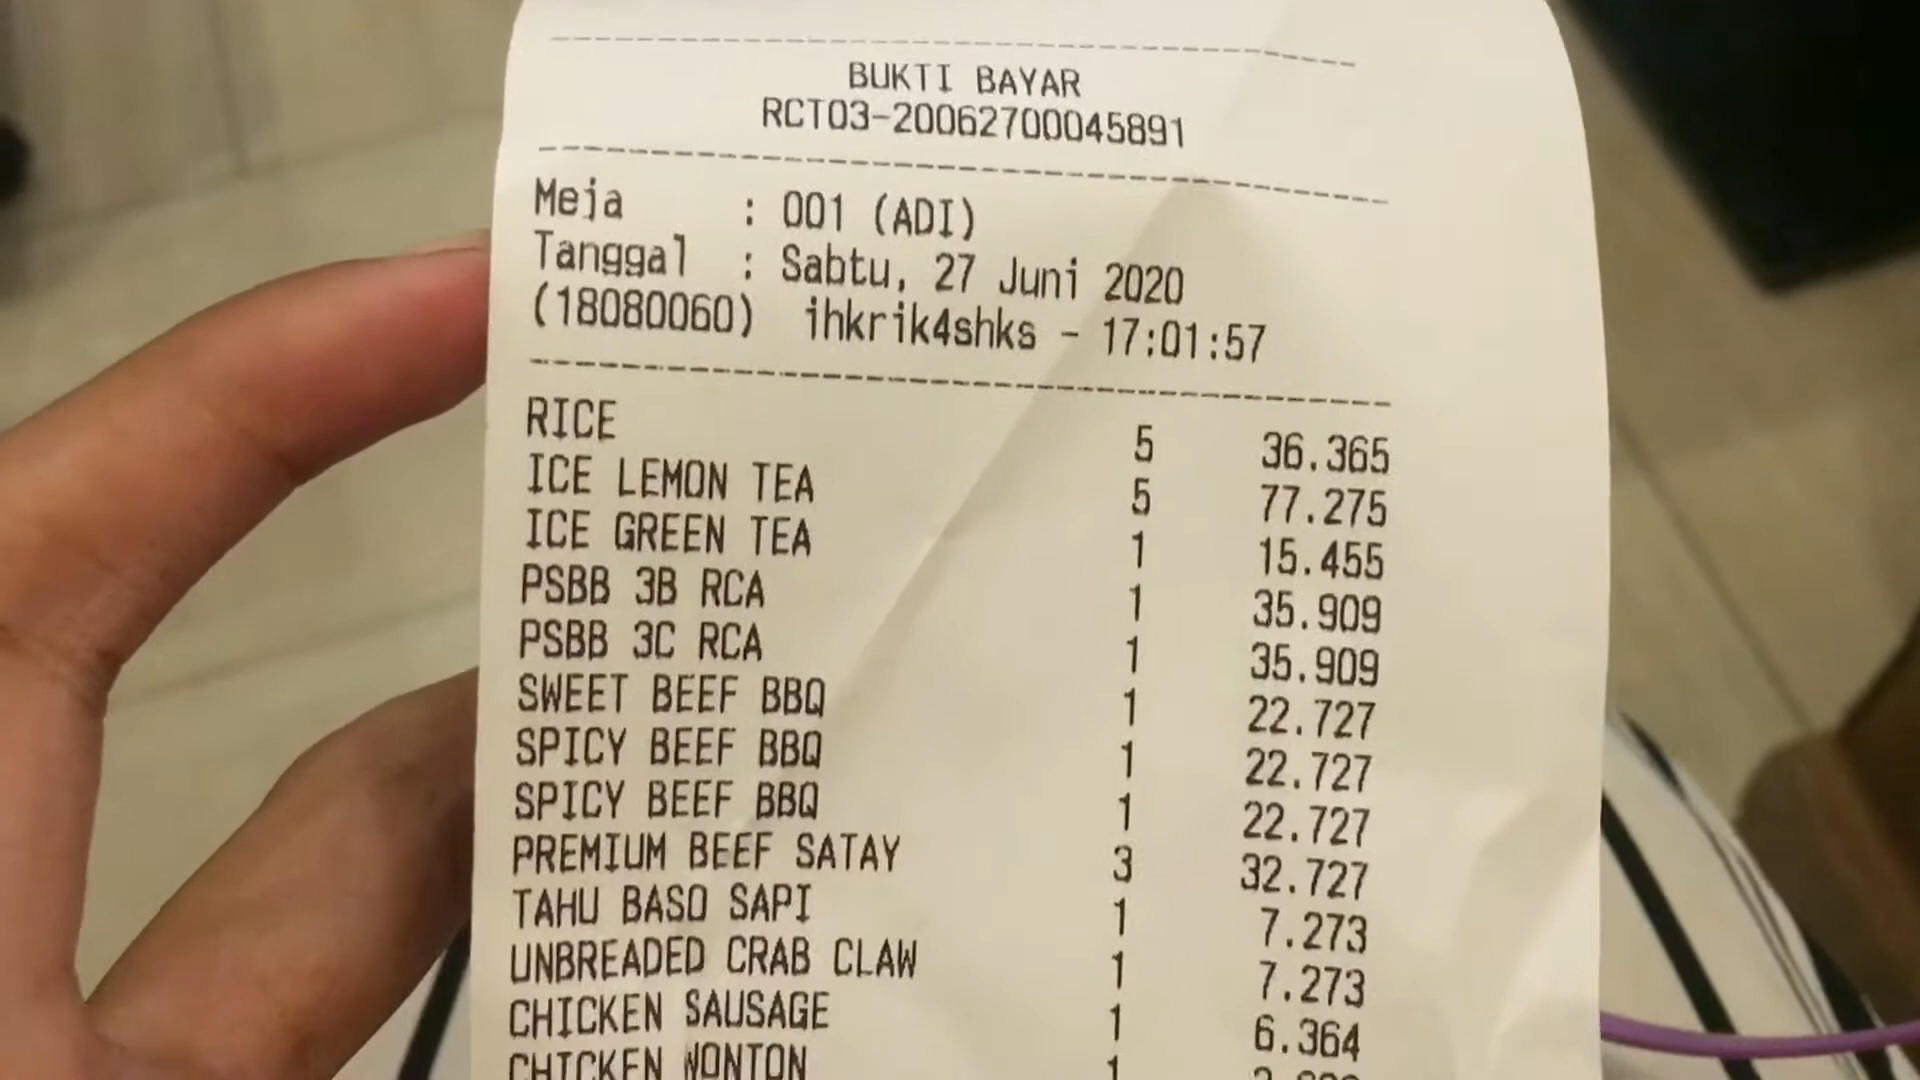 BUKTI BAYAR
RCT03-20062700045891
Meja : 001 (ADI)
Tanggal : Sabtu, 27 Juni 2020
(18080060) ihkrik4shks - 17:01:57
RICE 5 36.365
ICE LEMON TEA 5 77.275
ICE GREEN TEA 1 15.455
PSBB 3B RCA 1 35.909
PSBB 3C RCA 1 35.909
SWEET BEEF BBQ 1 22.727
SPICY BEEF BBQ 1 22.727
SPICY BEEF BBQ 1 22.727
PREMIUM BEEF SATAY 3 32.727
TAHU BASO SAPI 1 7.273
UNBREADED CRAB CLAW 1 7.273
CHICKEN SAUSAGE 1 6.364
CHICKEN WONTON 1